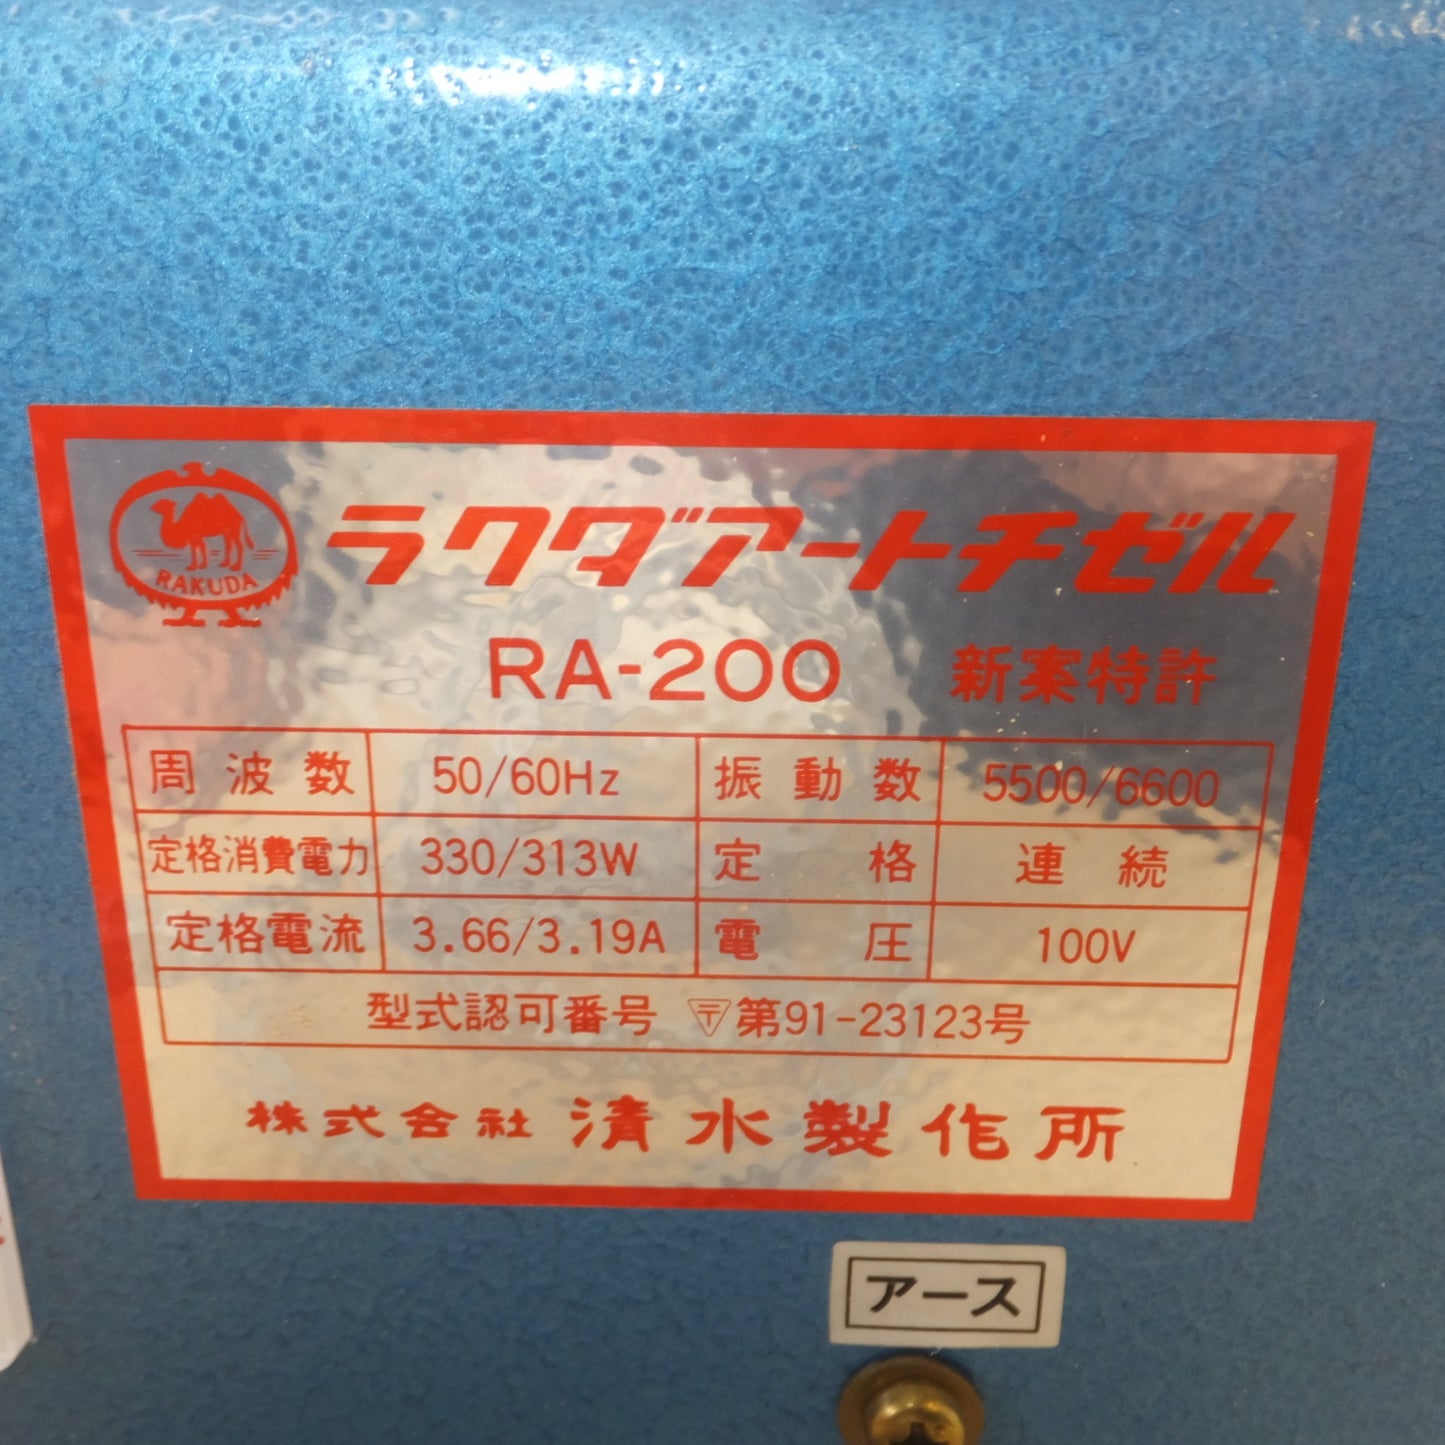 RAKUDA
ラクダアートチゼル
RA-200 新案特許
周波数 50/60Hz 振動数 5500/6600
定格消費電力 330/313W 定格 連続
定格電流 3.66/3.19A 電圧 100V
型式認可番号 〒第91-23123号
株式会社 清水製作所
アース